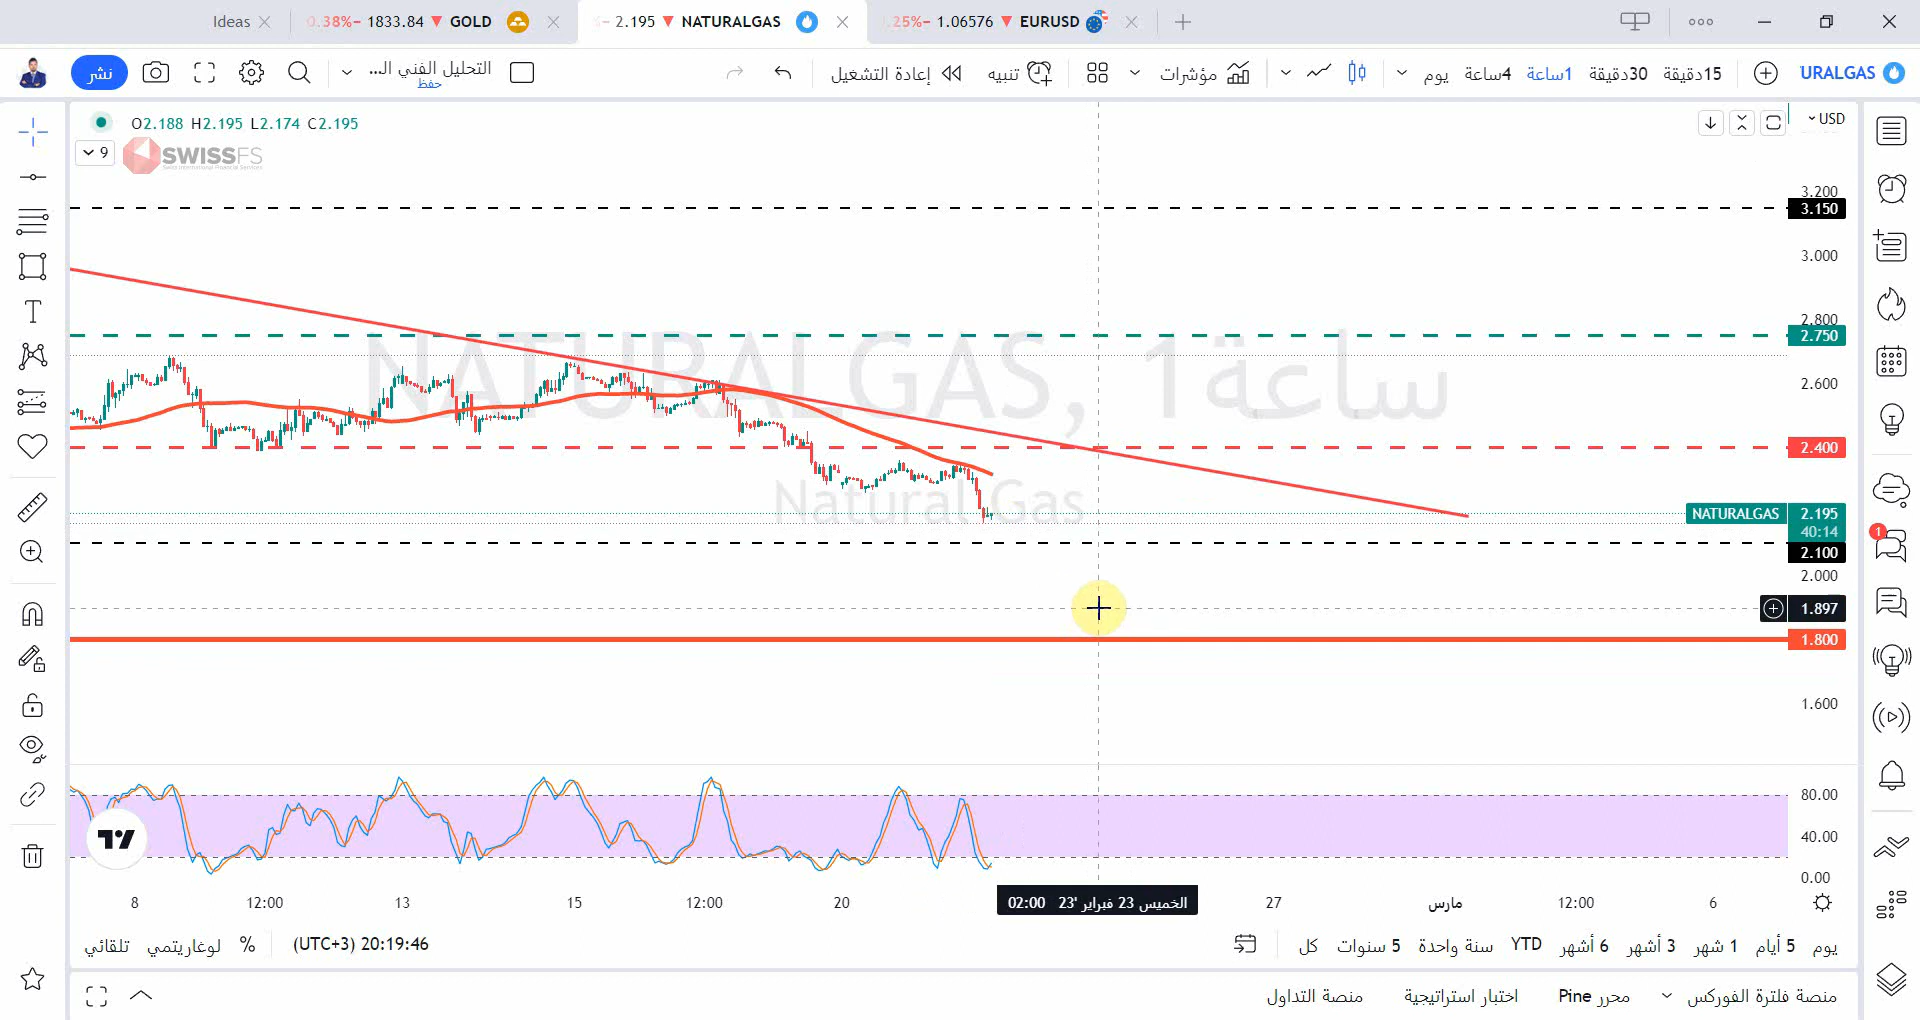 Ideas
0.38%− 1833.84 GOLD
2.195 NATURALGAS
.25%− 1.06576 EURUSD
نشر
التحليل الفني الـ...
حفظ
إعادة التشغيل
تنبيه
مؤشرات
يوم
4ساعة
1ساعة
30دقيقة
15دقيقة
URALGAS
O2.188 H2.195 L2.174 C2.195
9
SWISSFS
Swiss International Financial Services
USD
3.200
3.150
3.000
2.800
2.750
2.600
2.400
NATURALGAS 2.195
40:14
2.100
2.000
1.897
1.800
1.600
NATURALGAS, 1ساعة
Natural Gas
80.00
40.00
0.00
1
8
12:00
13
15
12:00
20
الخميس 23 فبراير '23 02:00
27
مارس
12:00
6
تلقائي
لوغاريتمي
%
20:19:46 (UTC+3)
كل
5 سنوات
سنة واحدة
YTD
6 أشهر
3 أشهر
1 شهر
5 أيام
يوم
منصة فلترة الفوركس
محرر Pine
اختبار استراتيجية
منصة التداول